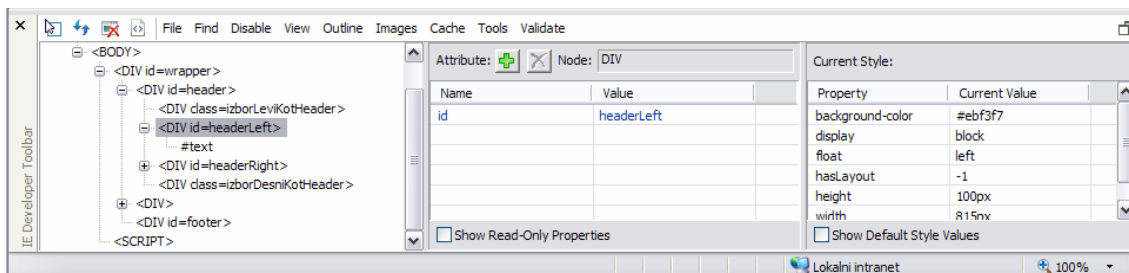 File Find Disable View Outline Images Cache Tools Validate
<BODY>
<DIV id=wrapper>
<DIV id=header>
<DIV class=izborLeviKotHeader>
<DIV id=headerLeft>
#text
<DIV id=headerRight>
<DIV class=izborDesniKotHeader>
<DIV>
<DIV id=footer>
<SCRIPT>
IE Developer Toolbar
Attribute: Node: DIV
Name Value
id headerLeft
Show Read-Only Properties
Current Style:
Property Current Value
background-color #ebf3f7
display block
float left
hasLayout -1
height 100px
width 815px
Show Default Style Values
Lokalni intranet 100%